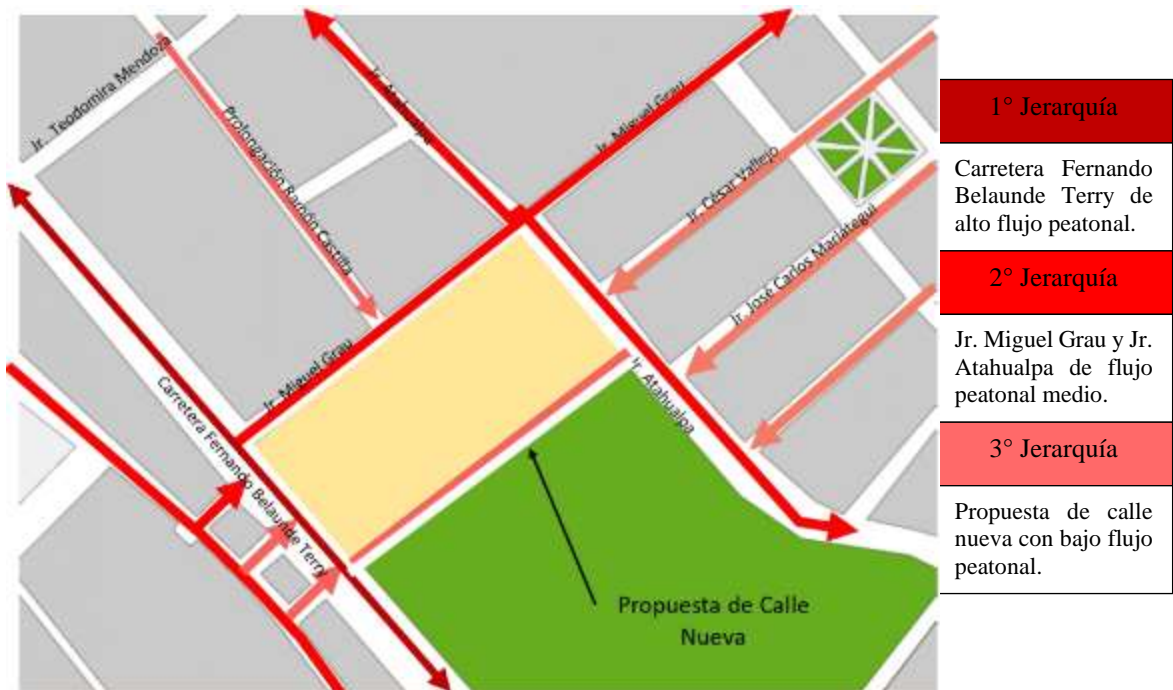 Jr. Teodomira Mendoza
Prolongación Ramón Castilla
Jr. Atahualpa
Jr. Miguel Grau
Jr. César Vallejo
Jr. José Carlos Mariátegui
Jr. Miguel Grau
Jr. Atahualpa
Carretera Fernando Belaunde Terry
Propuesta de Calle
Nueva
1° Jerarquía
Carretera Fernando
Belaunde Terry de
alto flujo peatonal.
2° Jerarquía
Jr. Miguel Grau y Jr.
Atahualpa de flujo
peatonal medio.
3° Jerarquía
Propuesta de calle
nueva con bajo flujo
peatonal.